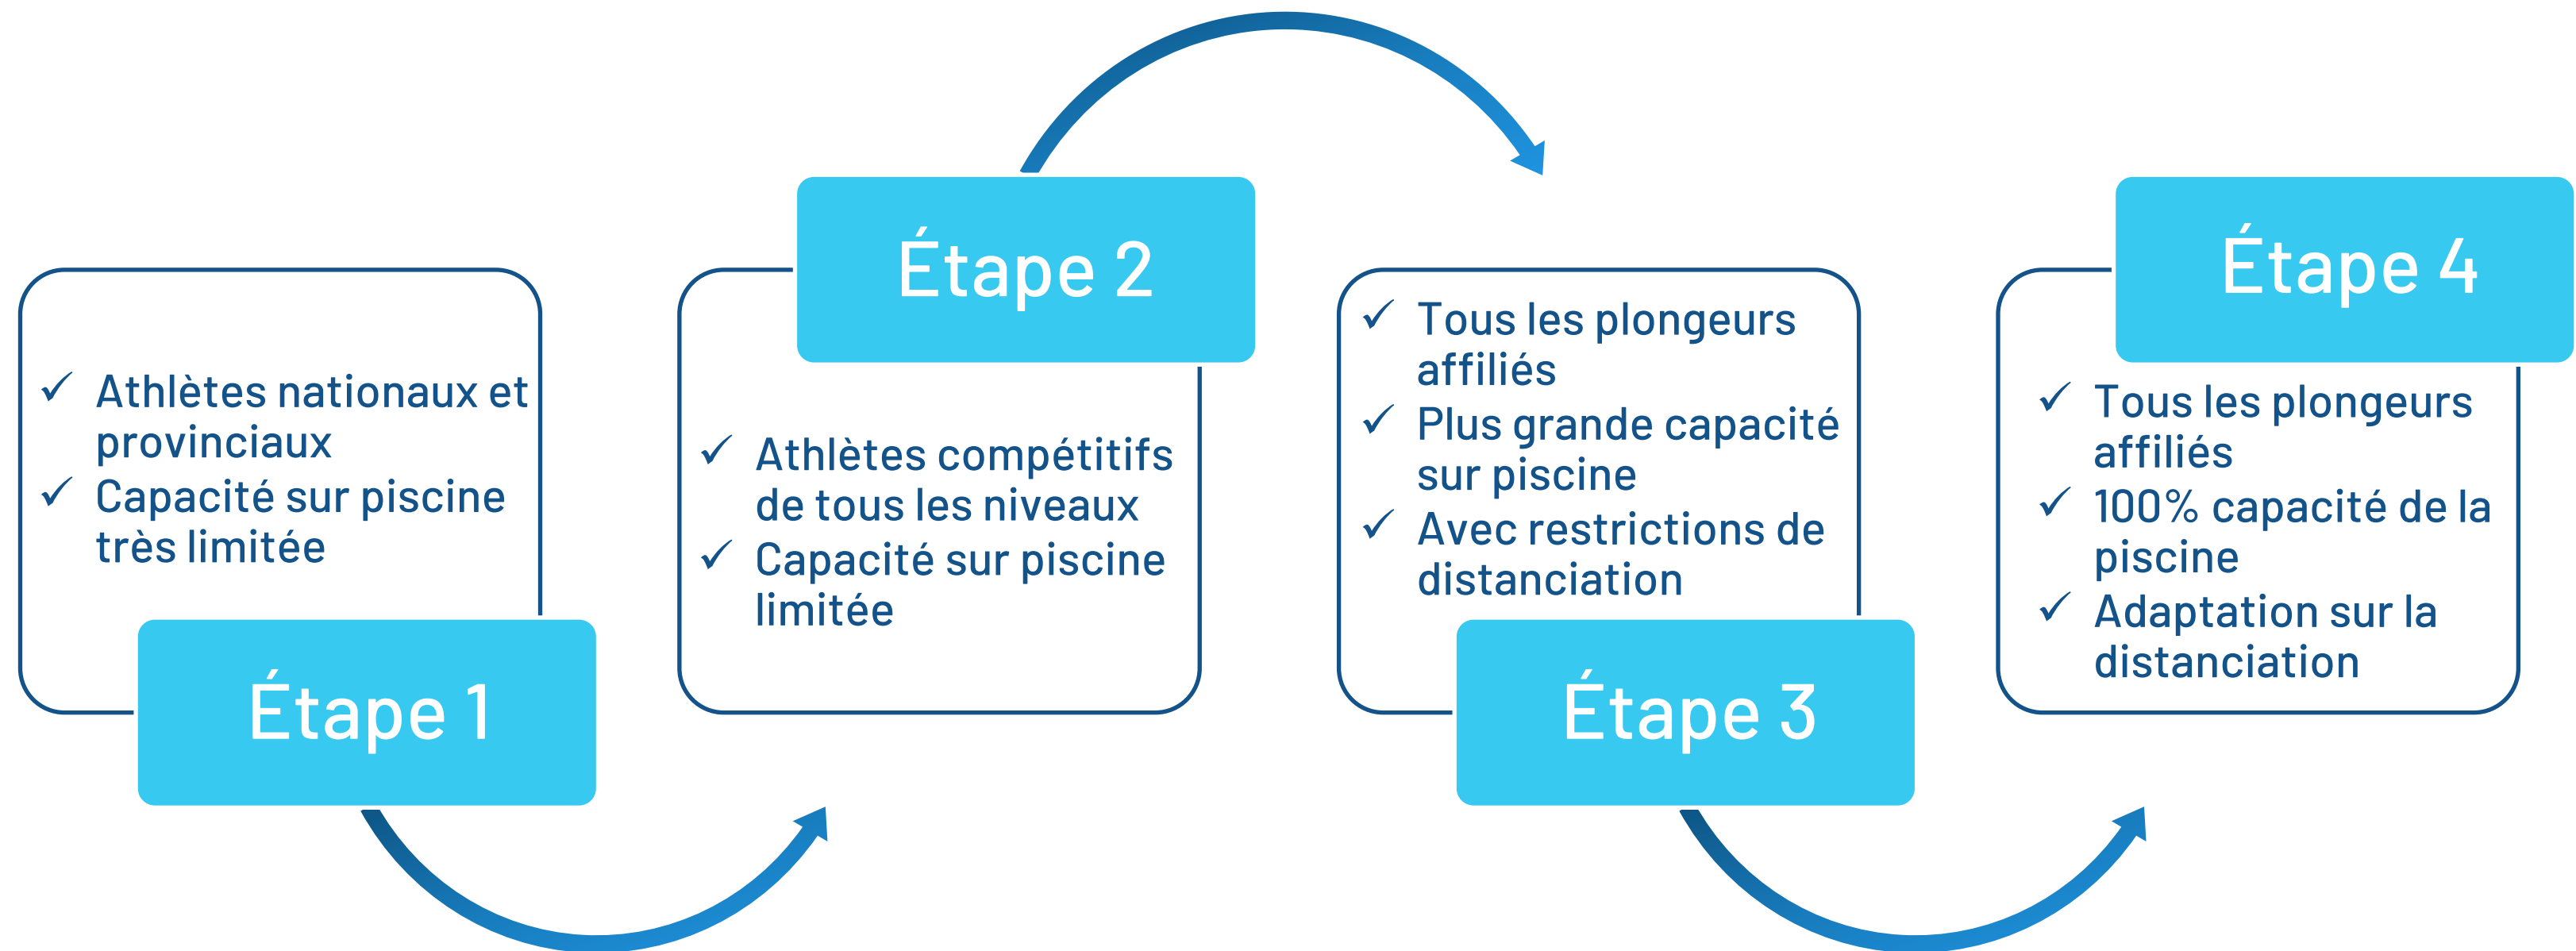 Athlètes nationaux et
provinciaux
Capacité sur piscine
très limitée
Étape 1
Étape 2
Athlètes compétitifs
de tous les niveaux
Capacité sur piscine
limitée
Tous les plongeurs
affiliés
Plus grande capacité
sur piscine
Avec restrictions de
distanciation
Étape 3
Étape 4
Tous les plongeurs
affiliés
100% capacité de la
piscine
Adaptation sur la
distanciation